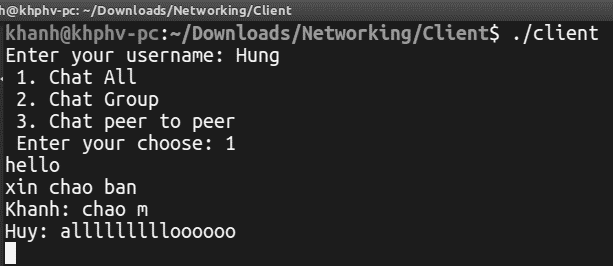 h@khphv-pc: ~/Downloads/Networking/Client
khanh@khphv-pc:~/Downloads/Networking/Client$ ./client
Enter your username: Hung
1. Chat All
2. Chat Group
3. Chat peer to peer
Enter your choose: 1
hello
xin chao ban
Khanh: chao m
Huy: allllllllloooooo